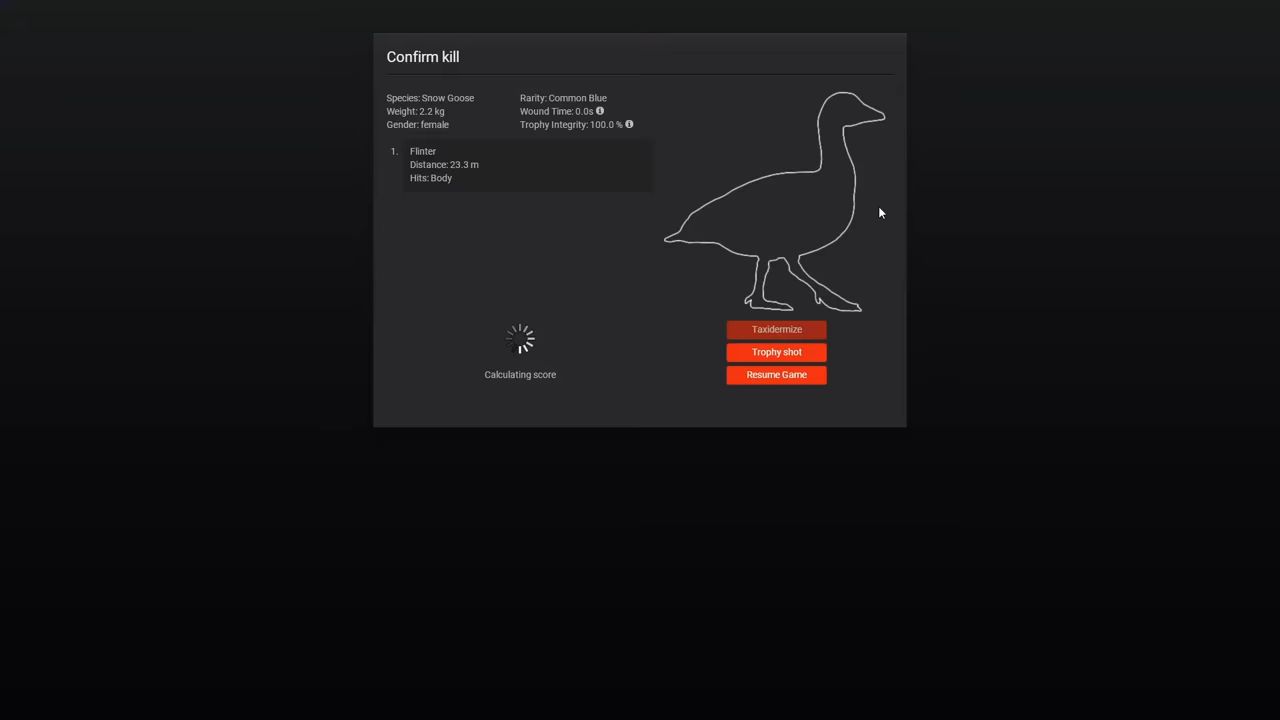 Confirm kill
Species: Snow Goose
Weight: 2.2 kg
Gender: female
Rarity: Common Blue
Wound Time: 0.0s
Trophy Integrity: 100.0 %
1. Flinter
Distance: 23.3 m
Hits: Body
Calculating score
Taxidermize
Trophy shot
Resume Game